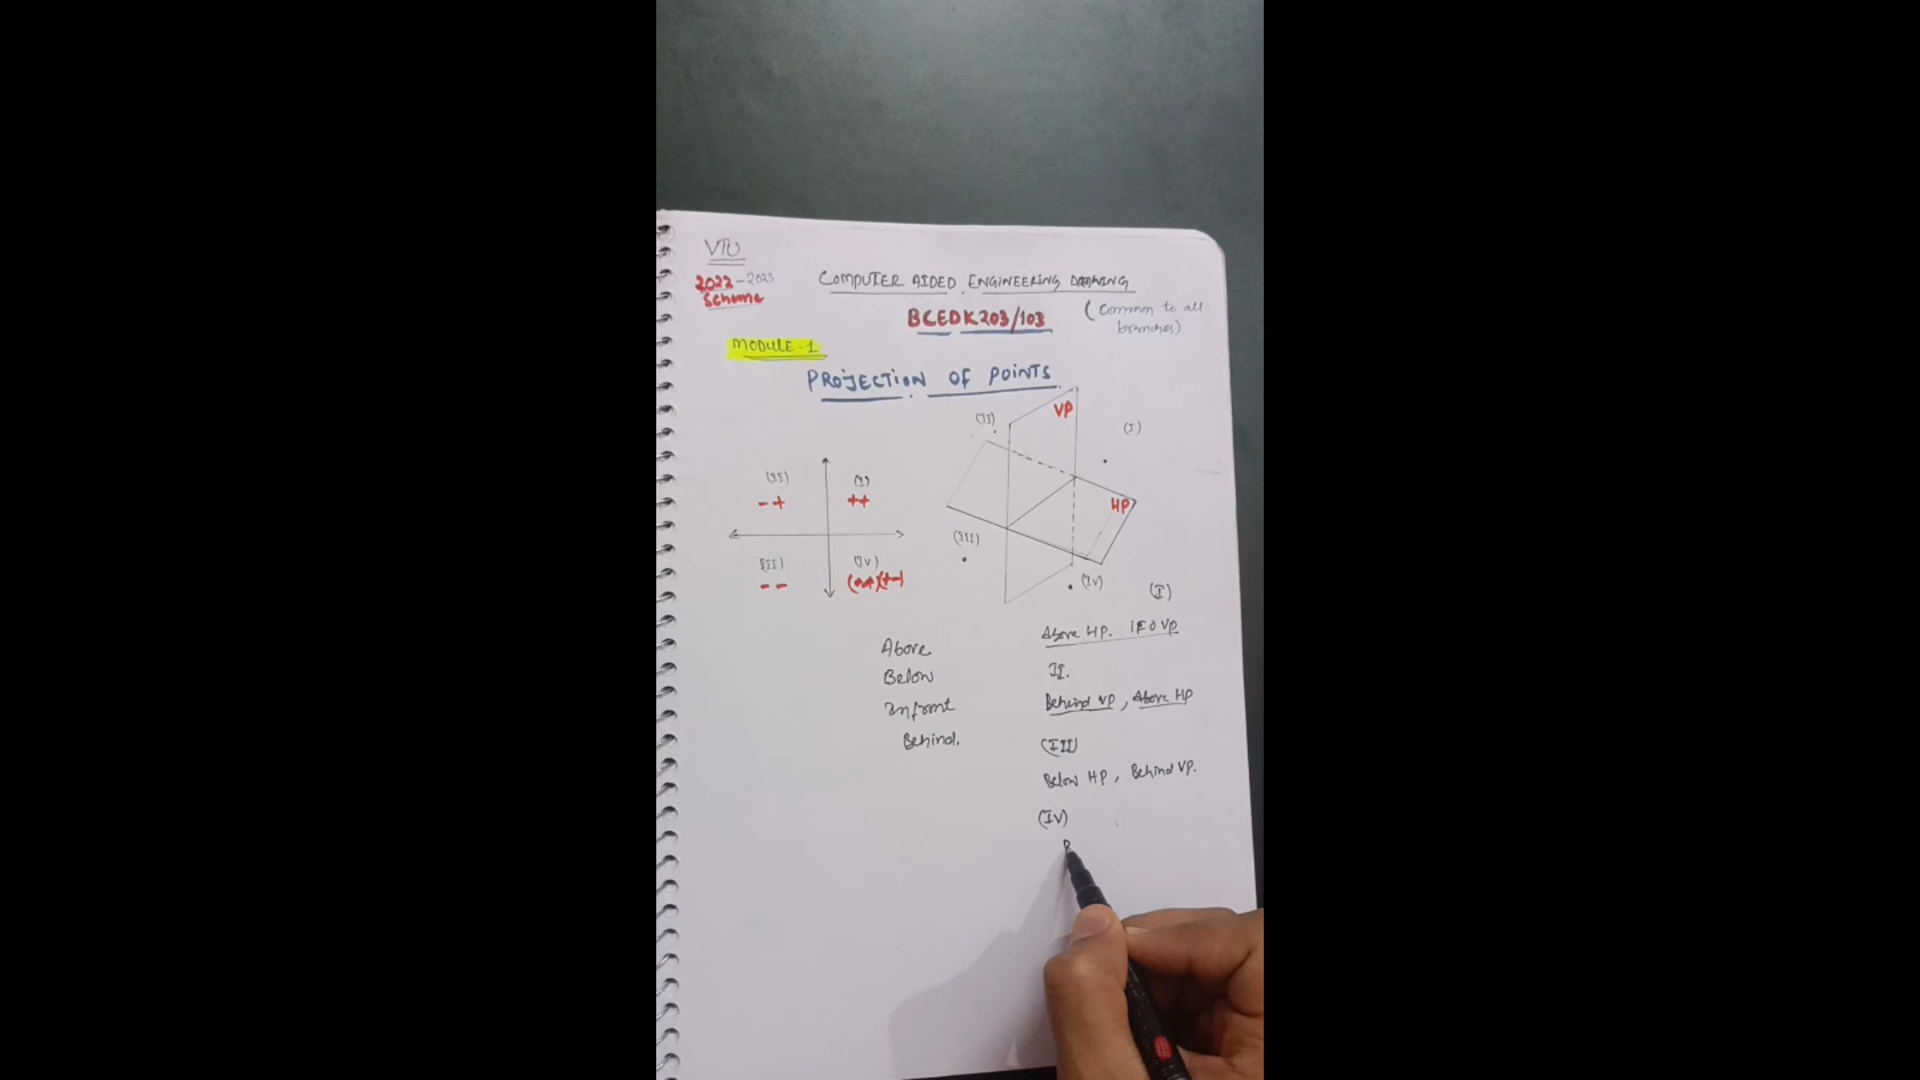 VTU
2022-2023
Scheme
COMPUTER AIDED ENGINEERING DRAWING
BCEDK203/103
(Common to all
branches)
MODULE-1
PROJECTION OF POINTS
VP
(II)
(I)
HP
(III)
(IV)
(II)
- +
(I)
++
(II)
- -
(IV)
(+-)
(I)
Above HP. IFO VP
II.
Behind VP, Above HP
(III)
Below HP, Behind VP.
(IV)
B
Above
Below
Infront
Behind.